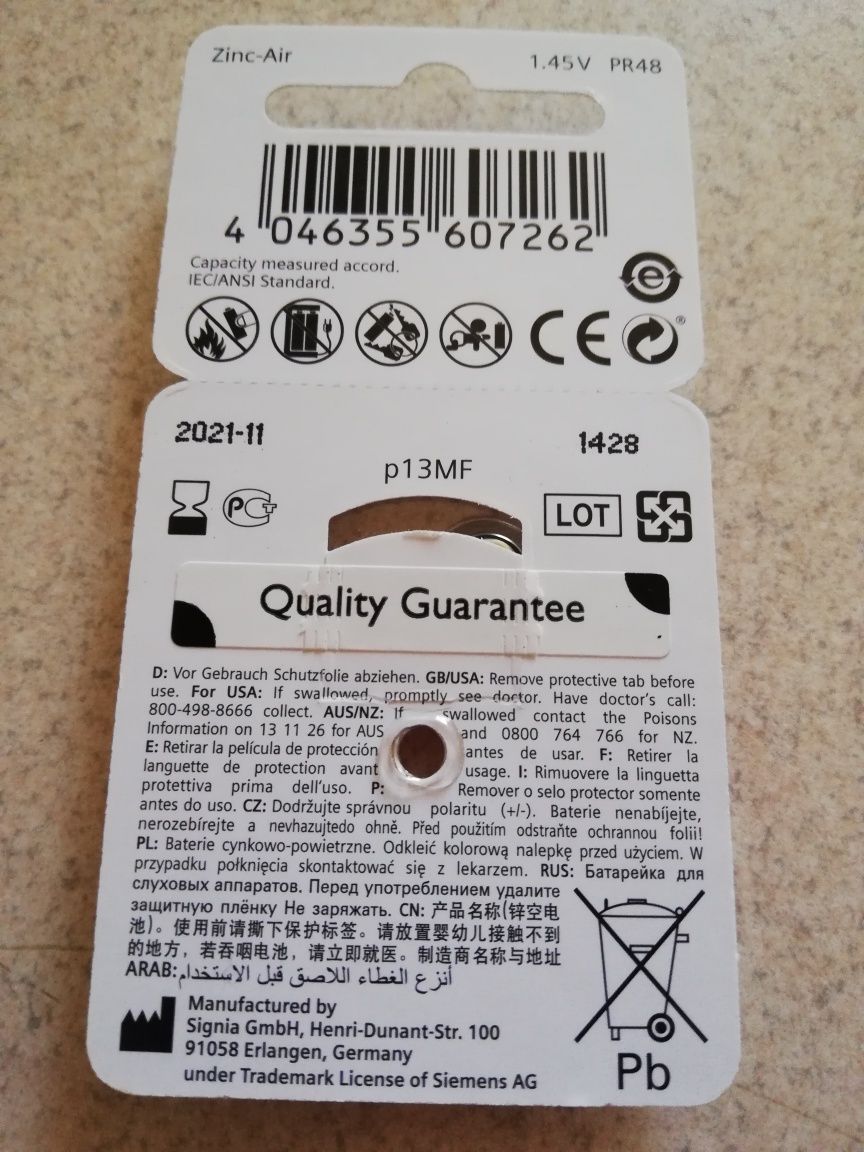 Zinc-Air 1.45V PR48
4 046355 607262
Capacity measured accord.
IEC/ANSI Standard.
e
CE
®
2021-11 1428
p13MF
PCT LOT
Quality Guarantee
D: Vor Gebrauch Schutzfolie abziehen. GB/USA: Remove protective tab before
use. For USA: If swallowed, promptly see doctor. Have doctor's call:
800-498-8666 collect. AUS/NZ: If swallowed contact the Poisons
Information on 13 11 26 for AUS and 0800 764 766 for NZ.
E: Retirar la película de protección antes de usar. F: Retirer la
languette de protection avant usage. I: Rimuovere la linguetta
protettiva prima dell'uso. P: Remover o selo protector somente
antes do uso. CZ: Dodržujte správnou polaritu (+/-). Baterie nenabíjejte,
nerozebírejte a nevhazujtedo ohně. Před použitím odstraňte ochrannou folii!
PL: Baterie cynkowo-powietrzne. Odkleić kolorową nalepkę przed użyciem. W
przypadku połknięcia skontaktować się z lekarzem. RUS: Батарейка для
слуховых аппаратов. Перед употреблением удалите
защитную плёнку Не заряжать. CN: 产品名称(锌空电
池)。使用前请撕下保护标签。请放置婴幼儿接触不到
的地方，若吞咽电池，请立即就医。制造商名称与地址
ARAB: أنزع الغطاء اللاصق قبل الاستخدام
Manufactured by
Signia GmbH, Henri-Dunant-Str. 100
91058 Erlangen, Germany
under Trademark License of Siemens AG
Pb